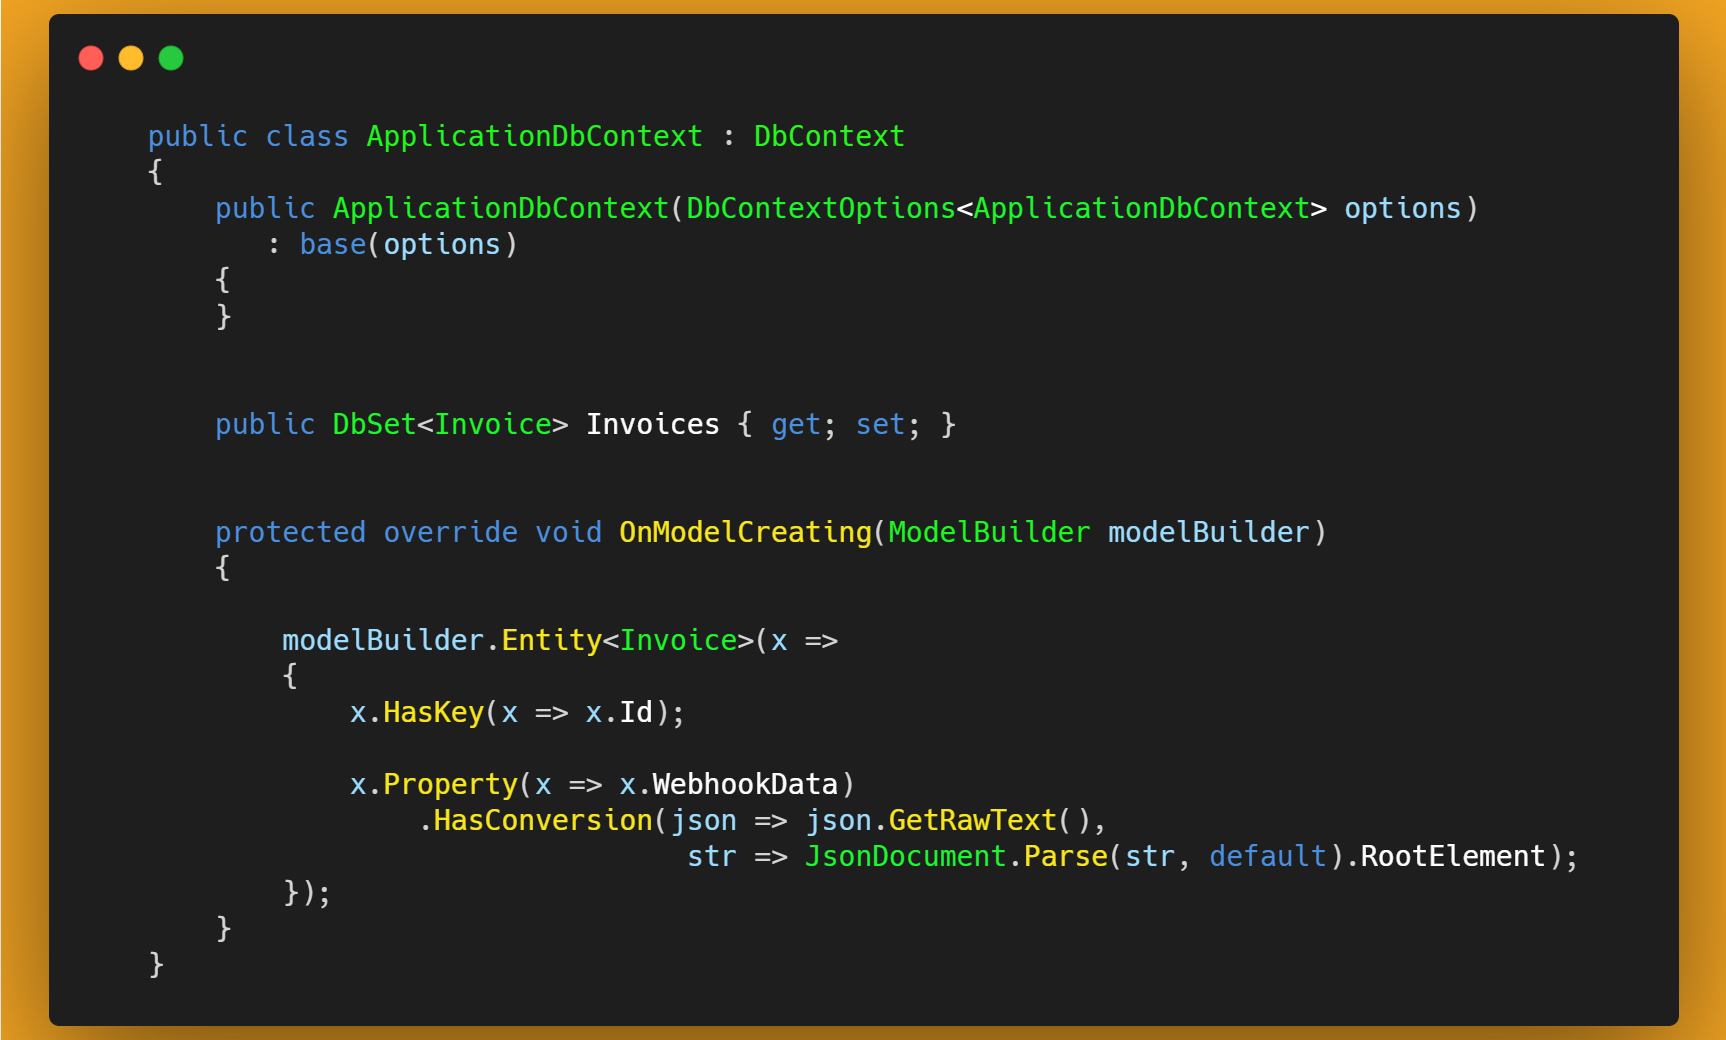 public class ApplicationDbContext : DbContext
{
    public ApplicationDbContext(DbContextOptions<ApplicationDbContext> options)
       : base(options)
    {
    }
    public DbSet<Invoice> Invoices { get; set; }
    protected override void OnModelCreating(ModelBuilder modelBuilder)
    {
        modelBuilder.Entity<Invoice>(x =>
        {
            x.HasKey(x => x.Id);
            x.Property(x => x.WebhookData)
                .HasConversion(json => json.GetRawText(),
                                str => JsonDocument.Parse(str, default).RootElement);
        });
    }
}